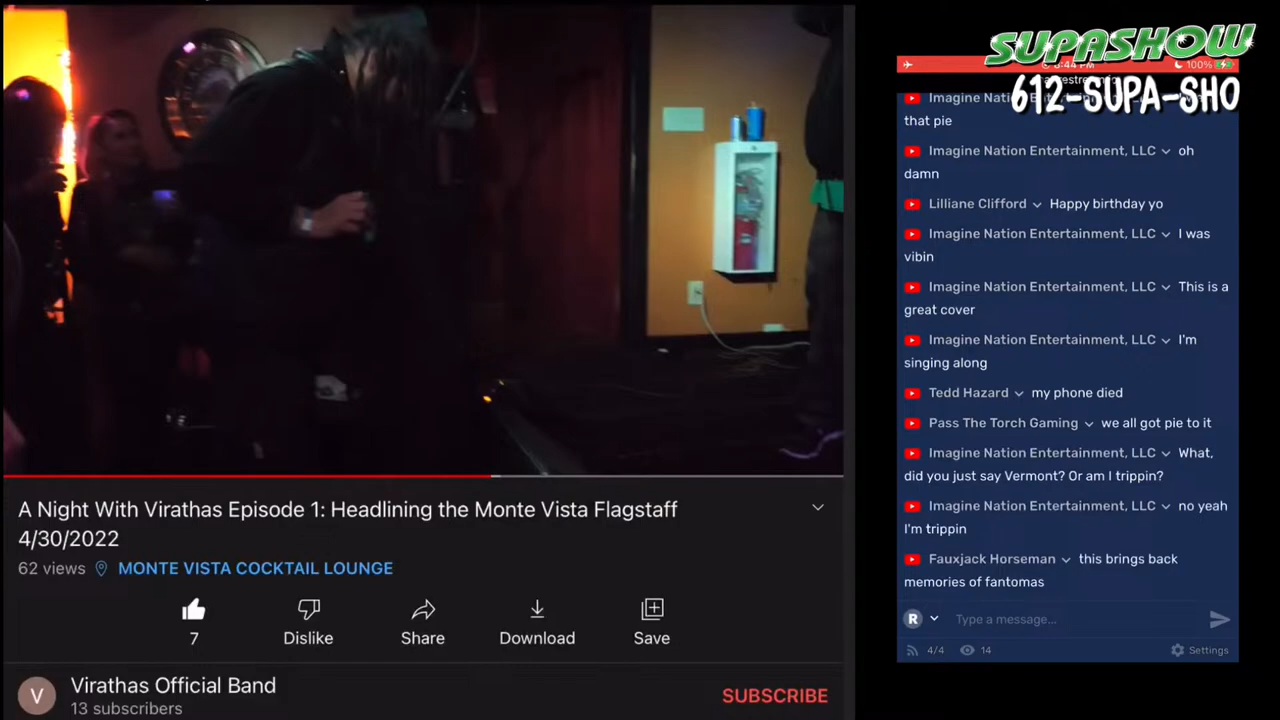 SUPASHOW
612-SUPA-SHO
100%
Imagine Nati
that pie
Imagine Nation Entertainment, LLC oh
damn
Lilliane Clifford Happy birthday yo
Imagine Nation Entertainment, LLC I was
vibin
Imagine Nation Entertainment, LLC This is a
great cover
Imagine Nation Entertainment, LLC I'm
singing along
Tedd Hazard my phone died
Pass The Torch Gaming we all got pie to it
Imagine Nation Entertainment, LLC What,
did you just say Vermont? Or am I trippin?
Imagine Nation Entertainment, LLC no yeah
I'm trippin
Fauxjack Horseman this brings back
memories of fantomas
R Type a message...
4/4 14 Settings
A Night With Virathas Episode 1: Headlining the Monte Vista Flagstaff
4/30/2022
62 views MONTE VISTA COCKTAIL LOUNGE
7 Dislike Share Download Save
V Virathas Official Band
13 subscribers
SUBSCRIBE